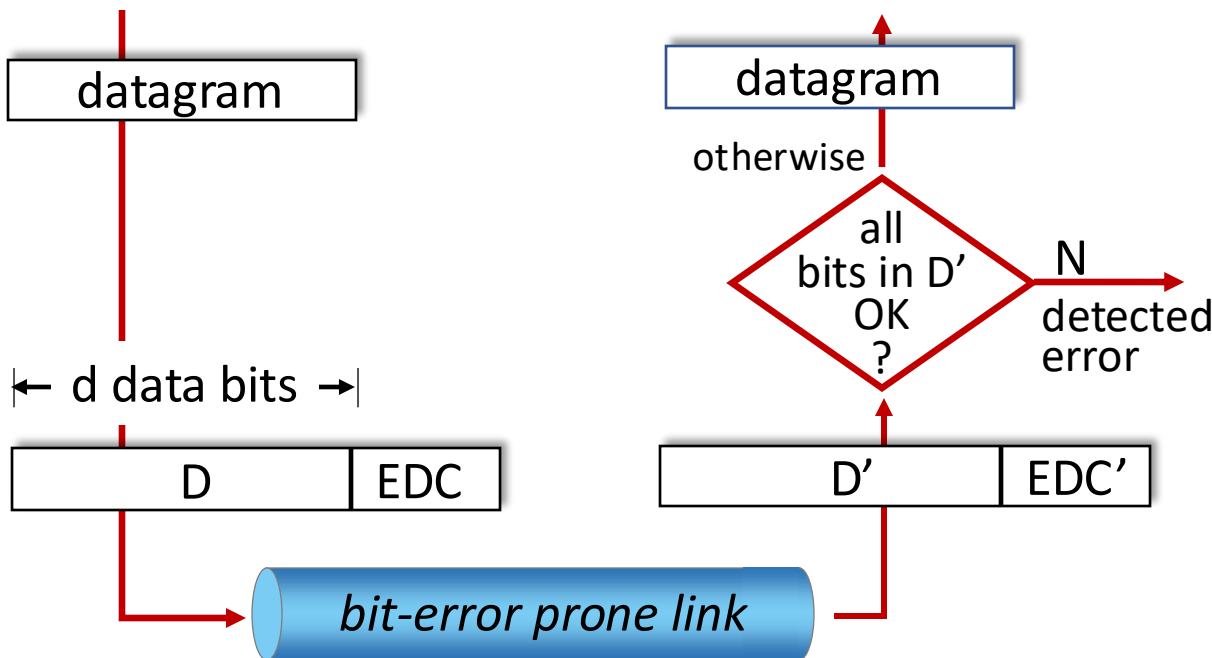 datagram
d data bits
D
EDC
bit-error prone link
datagram
otherwise
all
bits in D’
OK
?
N
detected
error
D’
EDC’